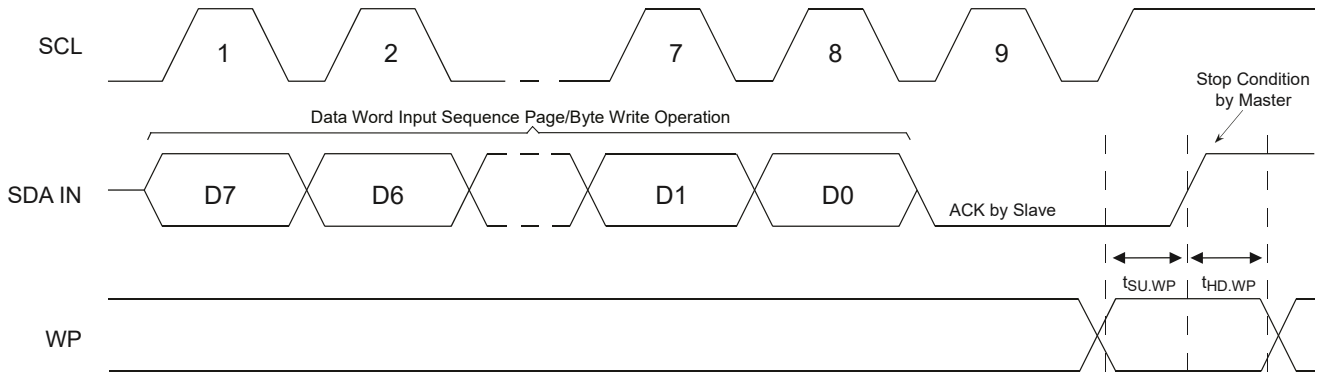 SCL
1
2
7
8
9
Stop Condition
by Master
Data Word Input Sequence Page/Byte Write Operation
SDA IN
D7
D6
D1
D0
ACK by Slave
tSU.WP
tHD.WP
WP